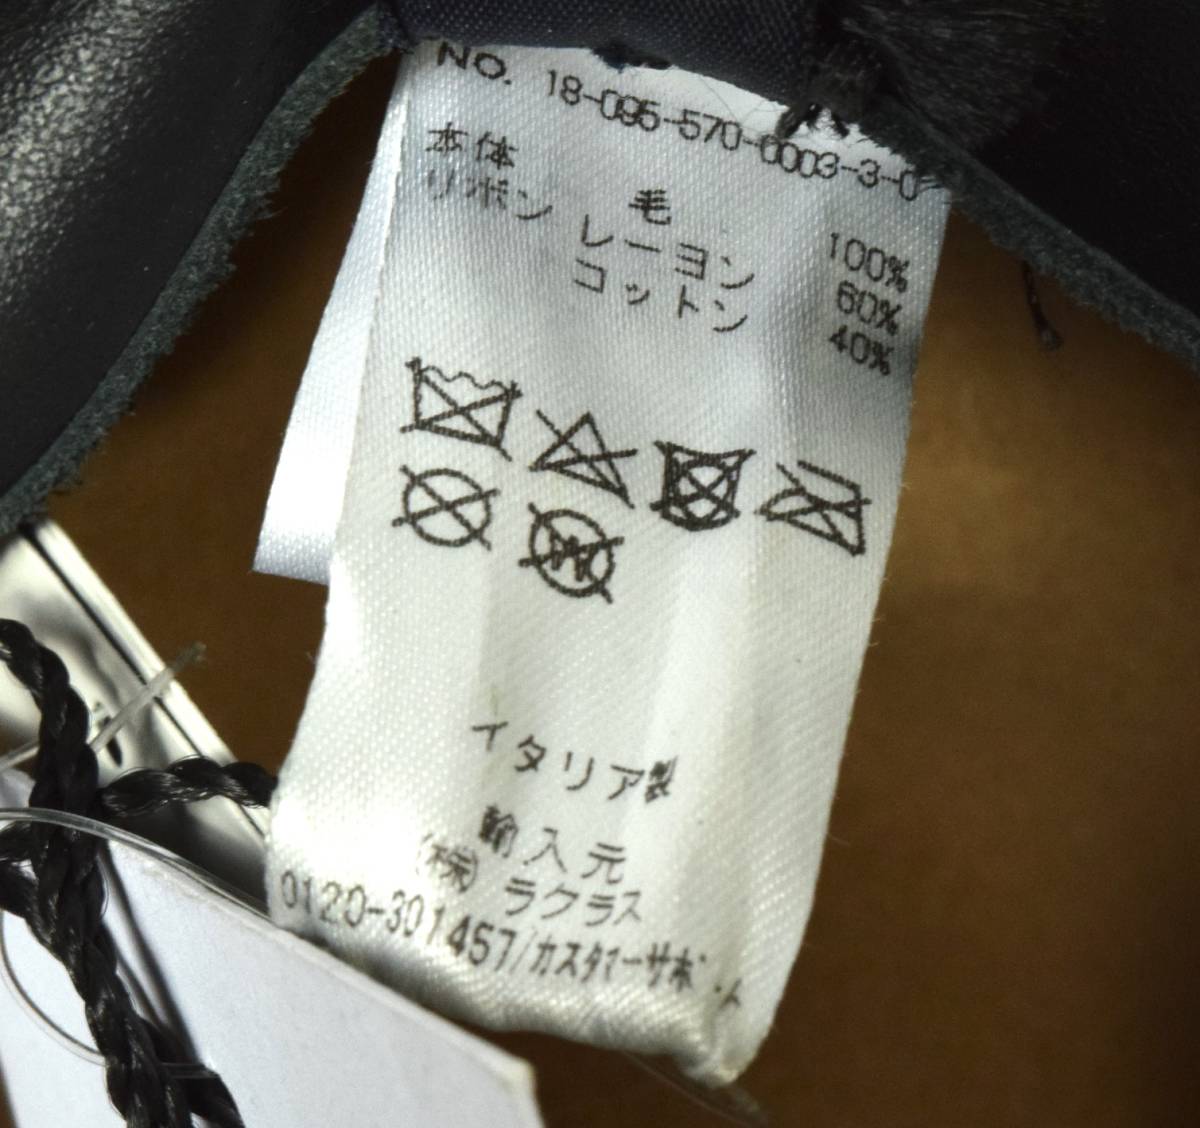 NO. 18-095-570-0003-3-0
本体 毛 100%
リボン レーヨン 60%
コットン 40%
イタリア製
輸入元
(株) ラクラス
0120-301457/カスタマーサポート